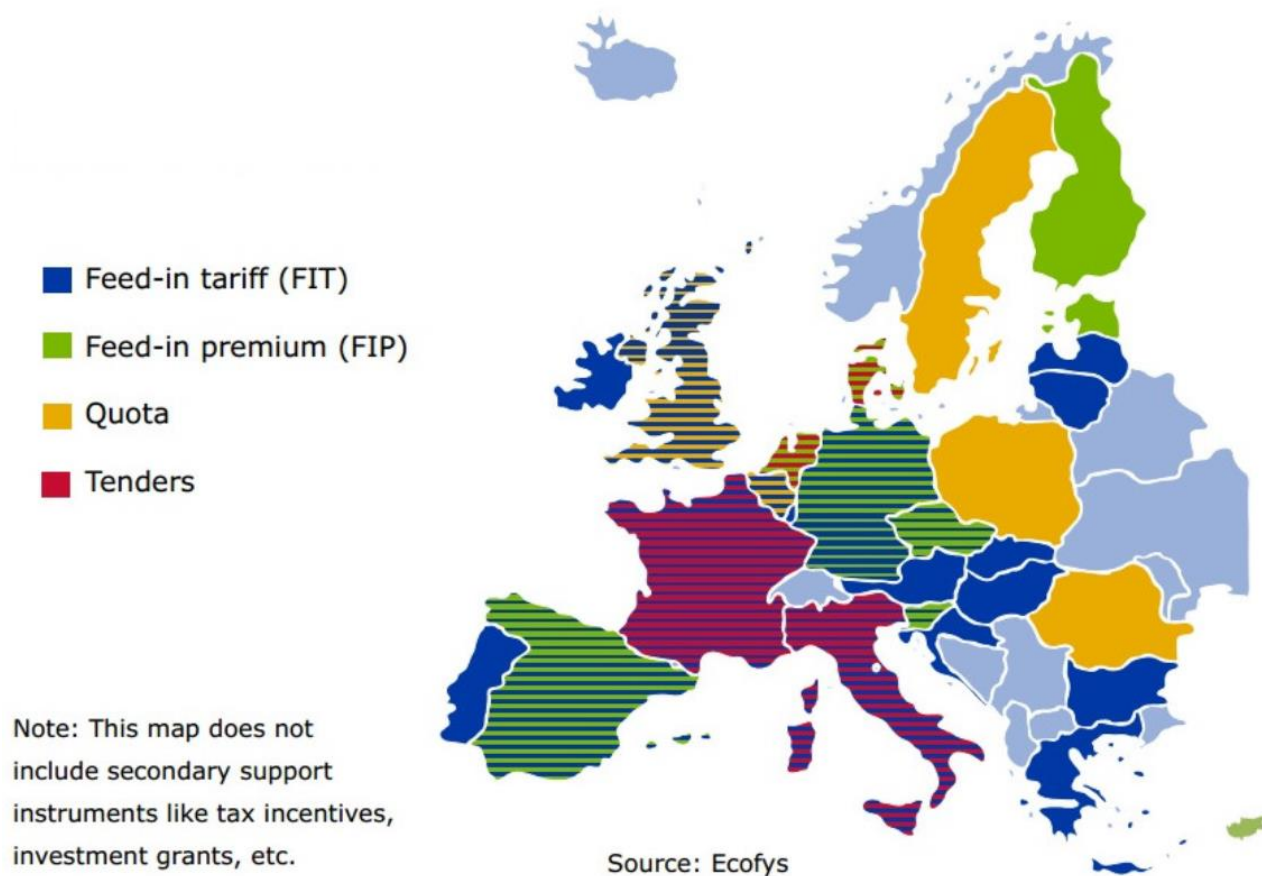 Feed-in tariff (FIT)
Feed-in premium (FIP)
Quota
Tenders
Note: This map does not
include secondary support
instruments like tax incentives,
investment grants, etc.
Source: Ecofys